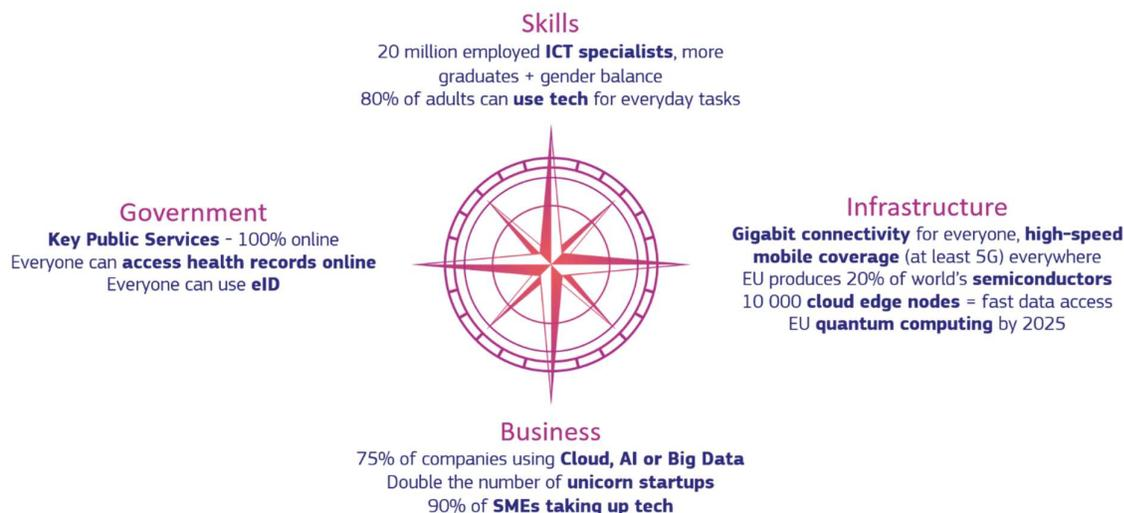 Skills
20 million employed ICT specialists, more
graduates + gender balance
80% of adults can use tech for everyday tasks
Government
Key Public Services - 100% online
Everyone can access health records online
Everyone can use eID
Infrastructure
Gigabit connectivity for everyone, high-speed
mobile coverage (at least 5G) everywhere
EU produces 20% of world's semiconductors
10 000 cloud edge nodes = fast data access
EU quantum computing by 2025
Business
75% of companies using Cloud, AI or Big Data
Double the number of unicorn startups
90% of SMEs taking up tech